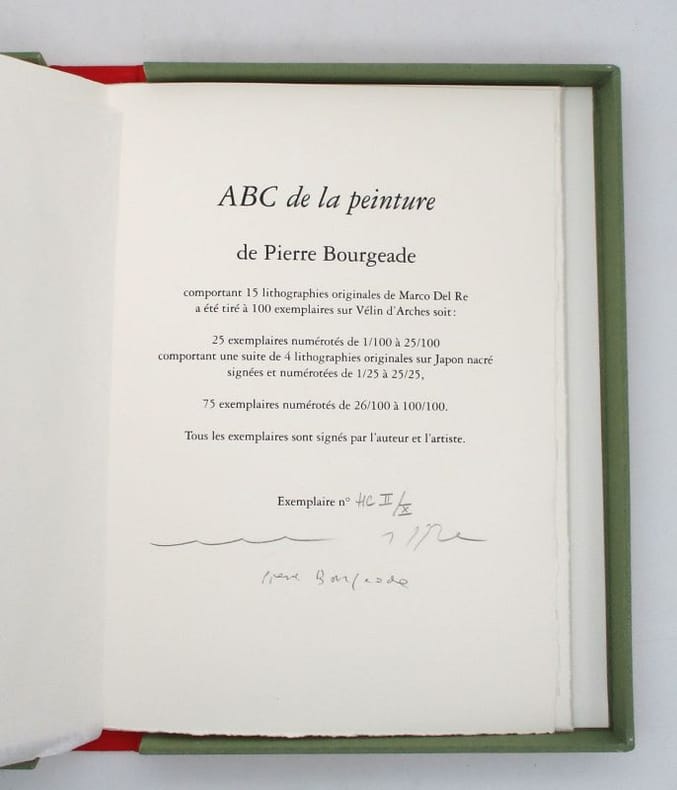 ABC de la peinture
de Pierre Bourgeade
comportant 15 lithographies originales de Marco Del Re
a été tiré à 100 exemplaires sur Vélin d'Arches soit :
25 exemplaires numérotés de 1/100 à 25/100
comportant une suite de 4 lithographies originales sur Japon nacré
signées et numérotées de 1/25 à 25/25,
75 exemplaires numérotés de 26/100 à 100/100.
Tous les exemplaires sont signés par l'auteur et l'artiste.
Exemplaire n° HC II/X
Pierre Bourgeade